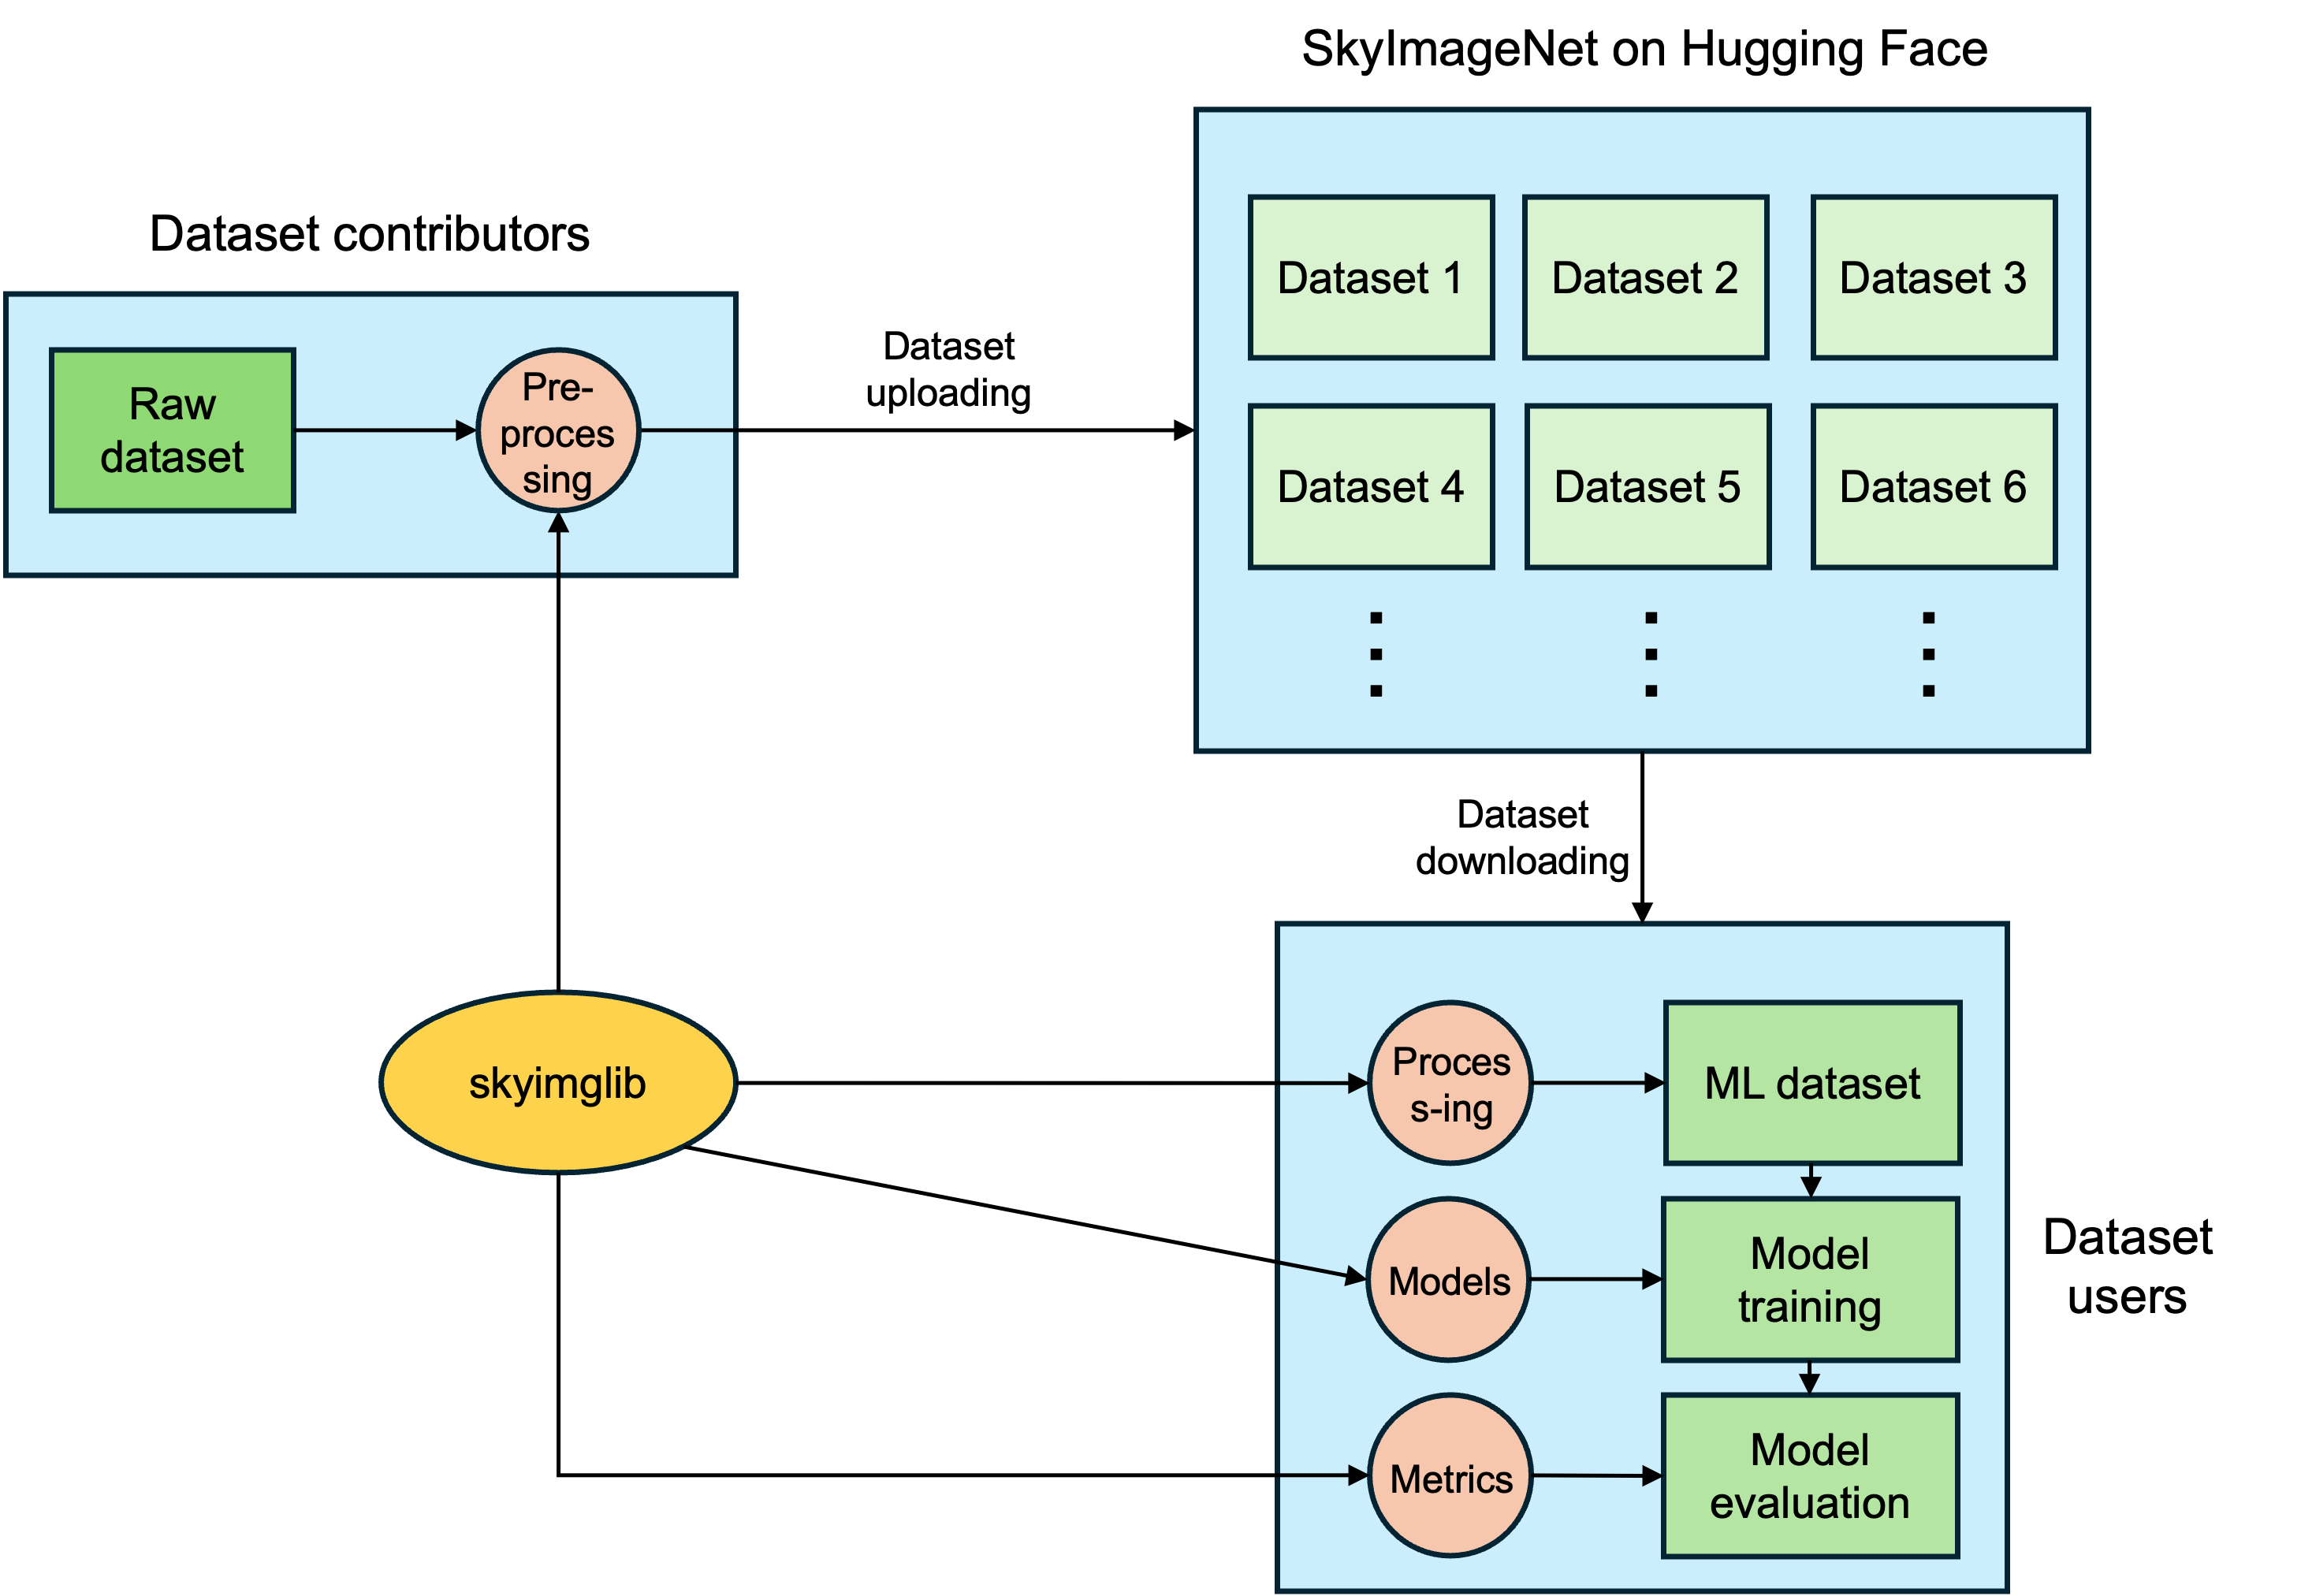 SkyImageNet on Hugging Face
Dataset contributors
Raw
dataset
Pre-
proces
sing
Dataset
uploading
Dataset 1
Dataset 2
Dataset 3
Dataset 4
Dataset 5
Dataset 6
Dataset
downloading
skyimglib
Proces
s-ing
ML dataset
Models
Model
training
Metrics
Model
evaluation
Dataset
users